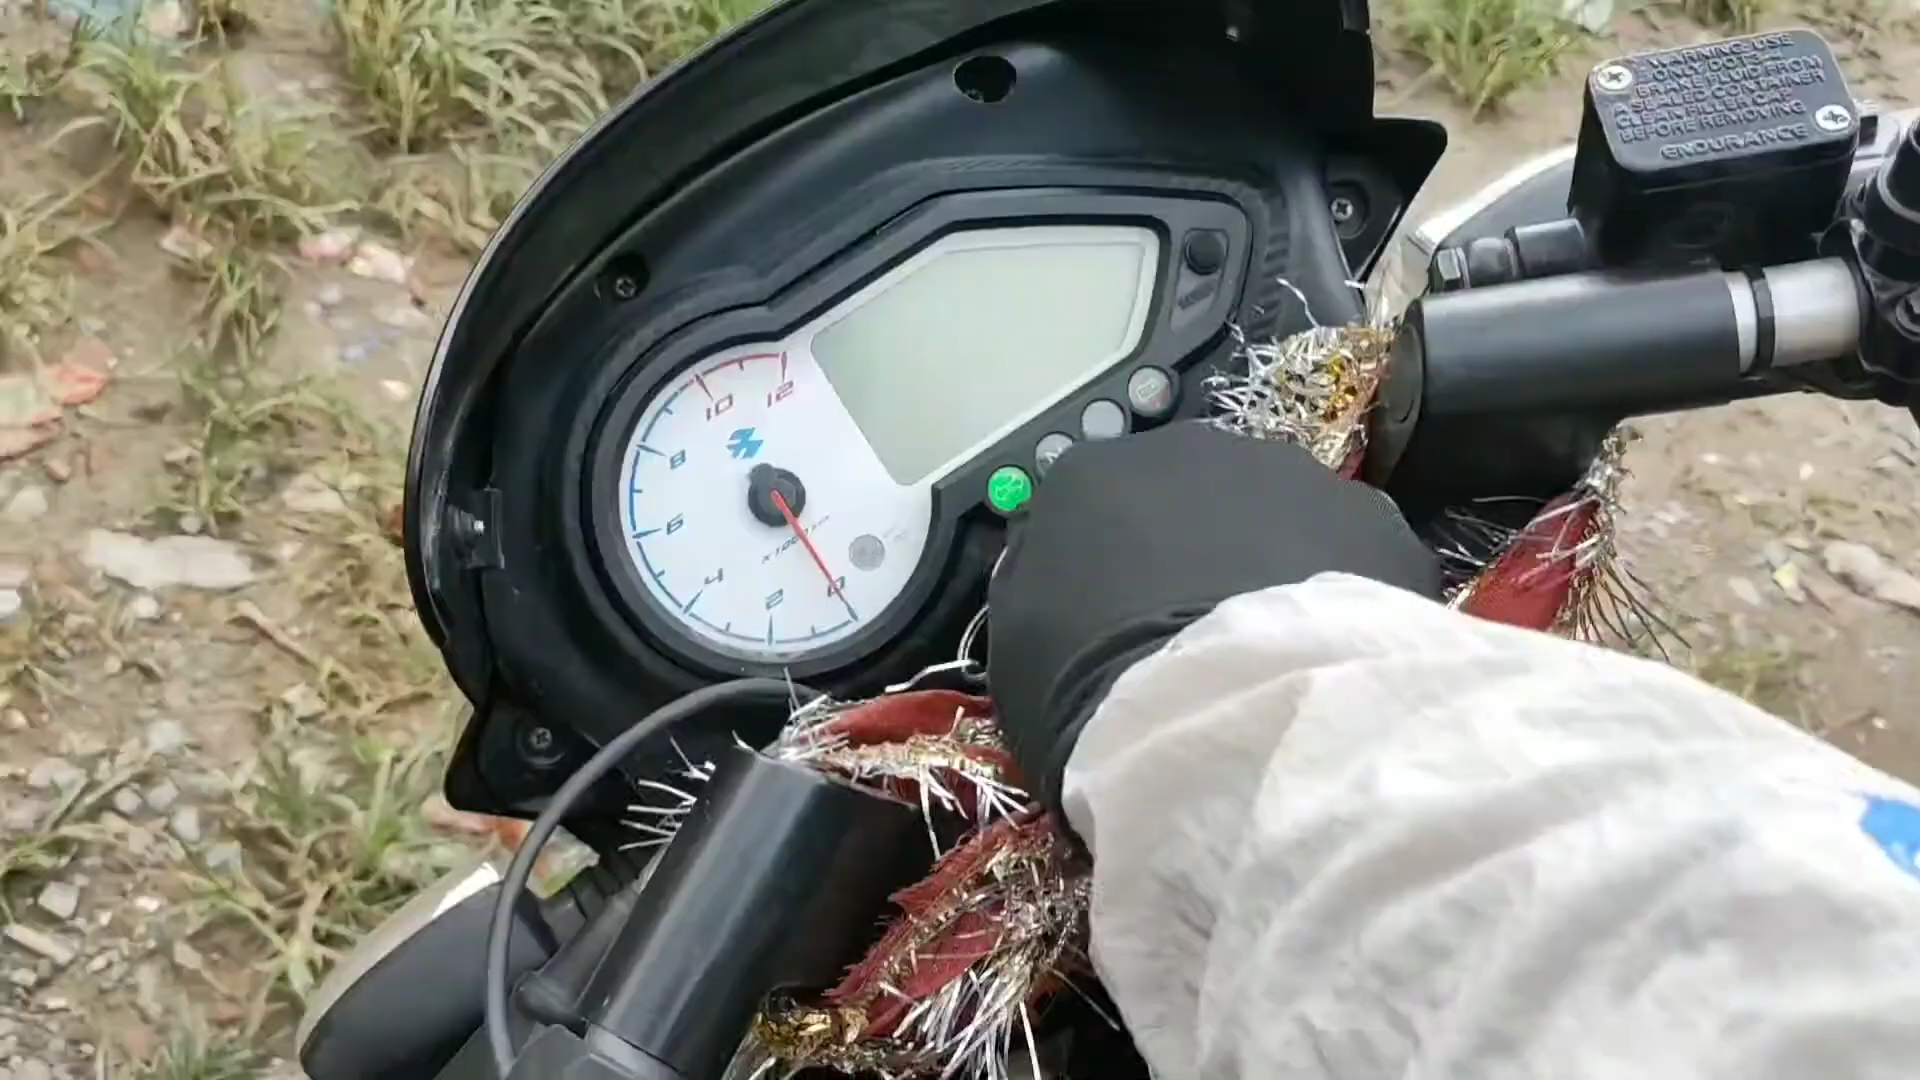 WARNING: USE
ONLY DOT3
BRAKE FLUID FROM
A SEALED CONTAINER
CLEAN FILLER CAP
BEFORE REMOVING
ENDURANCE
12
10
8
6
4
2
0
N